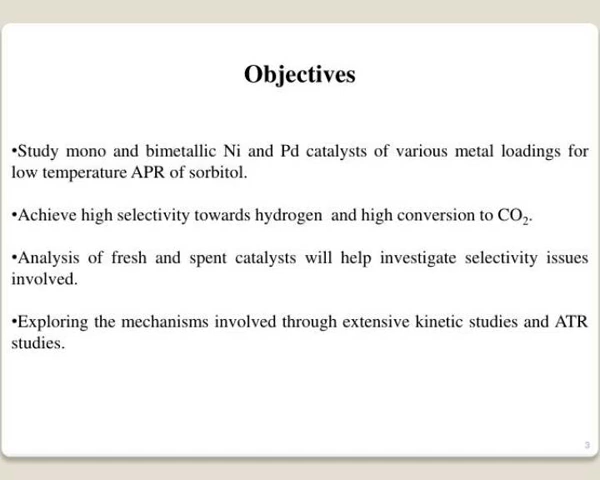 Objectives
•Study mono and bimetallic Ni and Pd catalysts of various metal loadings for
low temperature APR of sorbitol.
•Achieve high selectivity towards hydrogen and high conversion to CO₂.
•Analysis of fresh and spent catalysts will help investigate selectivity issues
involved.
•Exploring the mechanisms involved through extensive kinetic studies and ATR
studies.
3